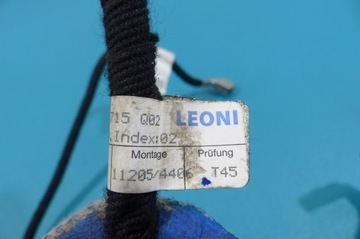 715 Q02 LEONI
Index:02
Montage Prüfung
11205/4406 T45